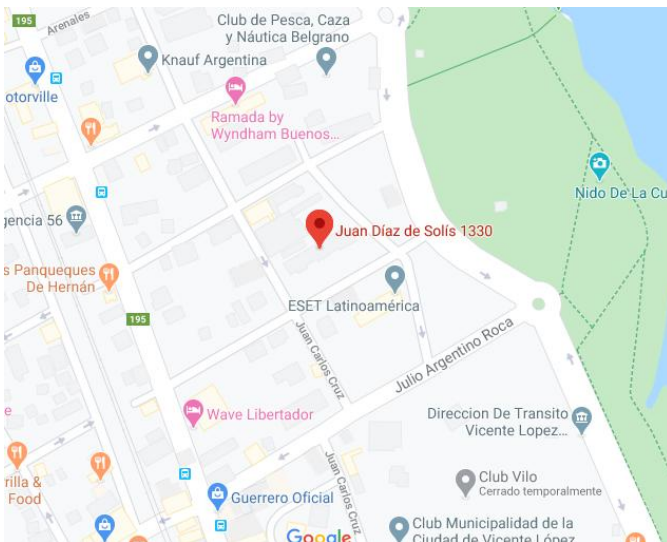 195
Arenales
Club de Pesca, Caza
y Náutica Belgrano
Knauf Argentina
otorville
Ramada by
Wyndham Buenos...
Nido De La Cu
gencia 56
Juan Díaz de Solís 1330
s Panqueques
De Hernán
ESET Latinoamérica
195
Juan Carlos Cruz
Julio Argentino Roca
e
Wave Libertador
Direccion De Transito
Vicente Lopez...
rilla &
Food
Juan Carlos Cruz
Club Vilo
Cerrado temporalmente
Guerrero Oficial
Google
Club Municipalidad de la
Ciudad de Vicente López